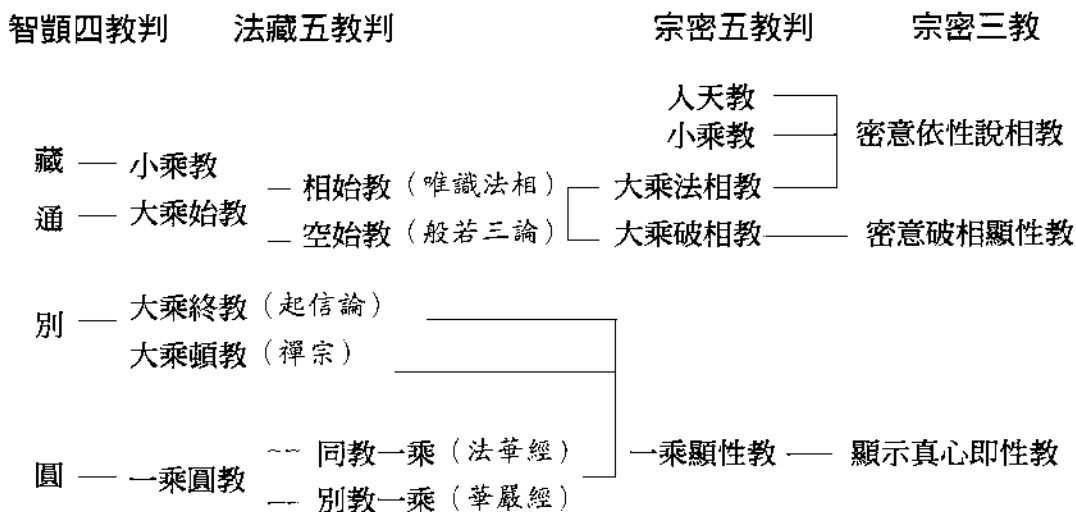 智顗四教判 法藏五教判 宗密五教判 宗密三教
人天教
小乘教 密意依性說相教
藏 小乘教
相始教（唯識法相） 大乘法相教
通 大乘始教
空始教（般若三論） 大乘破相教 密意破相顯性教
大乘終教（起信論）
別
大乘頓教（禪宗）
同教一乘（法華經） 一乘顯性教 顯示真心即性教
圓 一乘圓教
別教一乘（華嚴經）